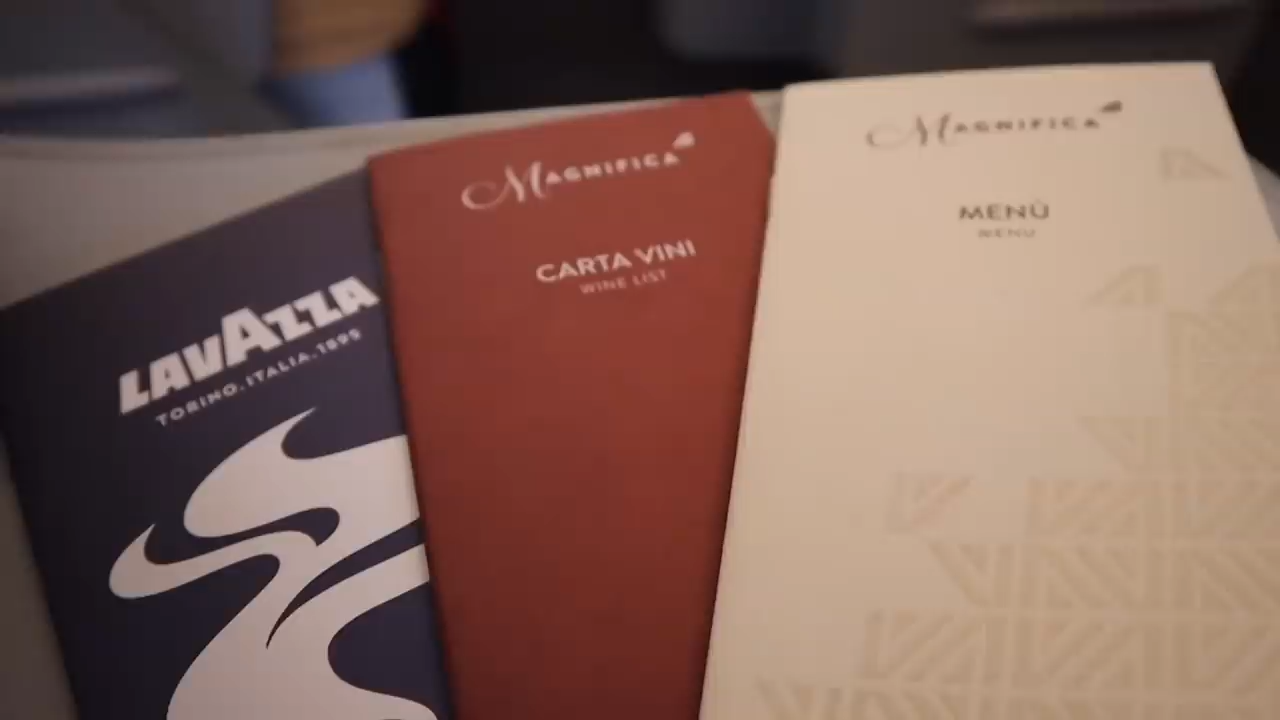 LAVAZZA
TORINO, ITALIA, 1895
MAGNIFICA
CARTA VINI
WINE LIST
MAGNIFICA
MENÙ
MENU